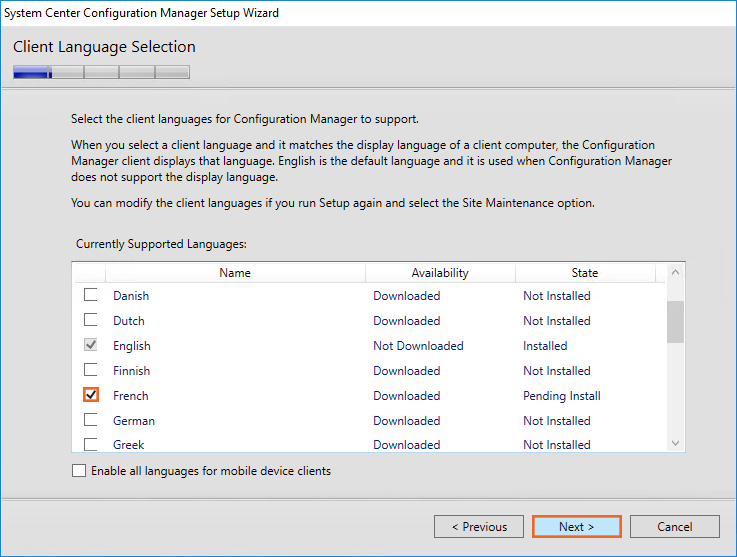 System Center Configuration Manager Setup Wizard
Client Language Selection
Select the client languages for Configuration Manager to support.
When you select a client language and it matches the display language of a client computer, the Configuration
Manager client displays that language. English is the default language and it is used when Configuration Manager
does not support the display language.
You can modify the client languages if you run Setup again and select the Site Maintenance option.
Currently Supported Languages:
Name Availability State
Danish Downloaded Not Installed
Dutch Downloaded Not Installed
English Not Downloaded Installed
Finnish Downloaded Not Installed
French Downloaded Pending Install
German Downloaded Not Installed
Greek Downloaded Not Installed
Enable all languages for mobile device clients
< Previous Next > Cancel